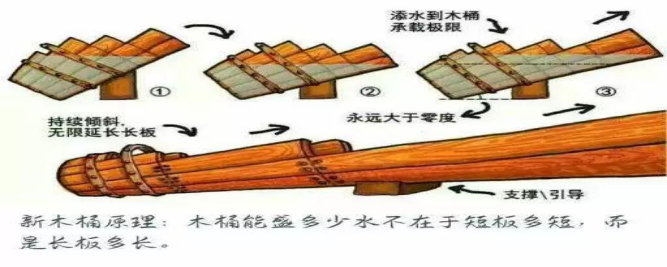 添水到木桶
承载极限
①
②
③
持续倾斜,
无限延长长板
永远大于零度
支撑\引导
新木桶原理：木桶能盛多少水不在于短板多短，而
是长板多长。